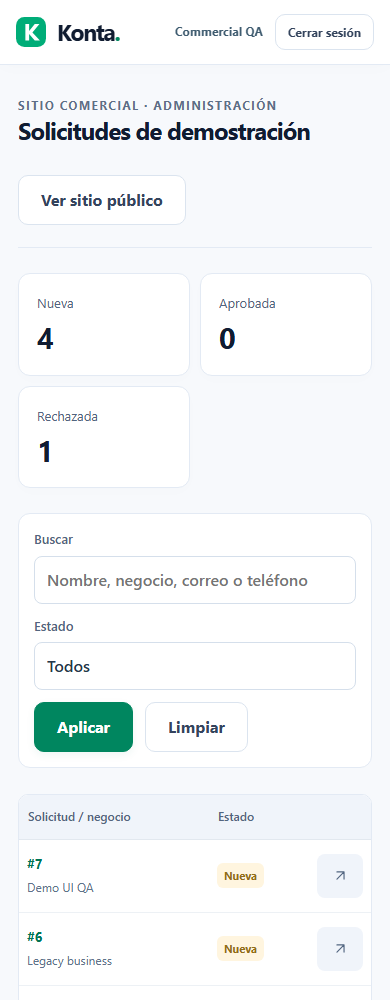 K Konta.
Commercial QA
Cerrar sesión
SITIO COMERCIAL · ADMINISTRACIÓN
Solicitudes de demostración
Ver sitio público
Nueva
4
Aprobada
0
Rechazada
1
Buscar
Nombre, negocio, correo o teléfono
Estado
Todos
Aplicar
Limpiar
Solicitud / negocio
Estado
#7
Demo UI QA
Nueva
#6
Legacy business
Nueva